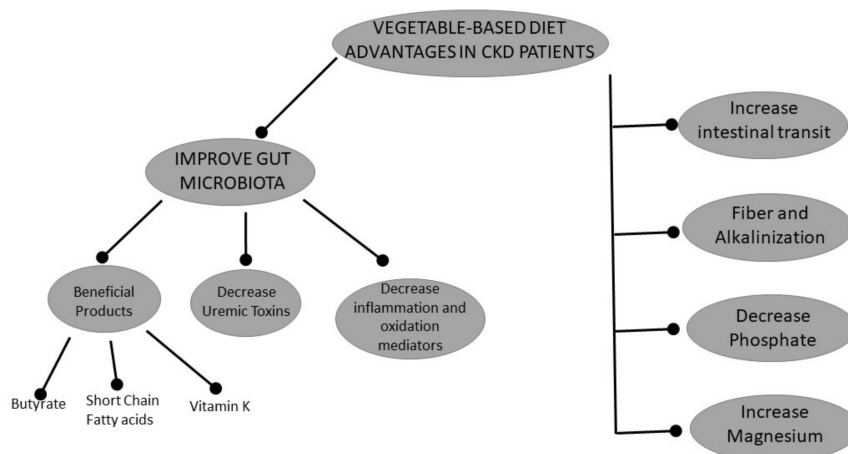 VEGETABLE-BASED DIET
ADVANTAGES IN CKD PATIENTS
IMPROVE GUT
MICROBIOTA
Beneficial
Products
Decrease
Uremic Toxins
Decrease
inflammation and
oxidation
mediators
Butyrate
Short Chain
Fatty acids
Vitamin K
Increase
intestinal transit
Fiber and
Alkalinization
Decrease
Phosphate
Increase
Magnesium